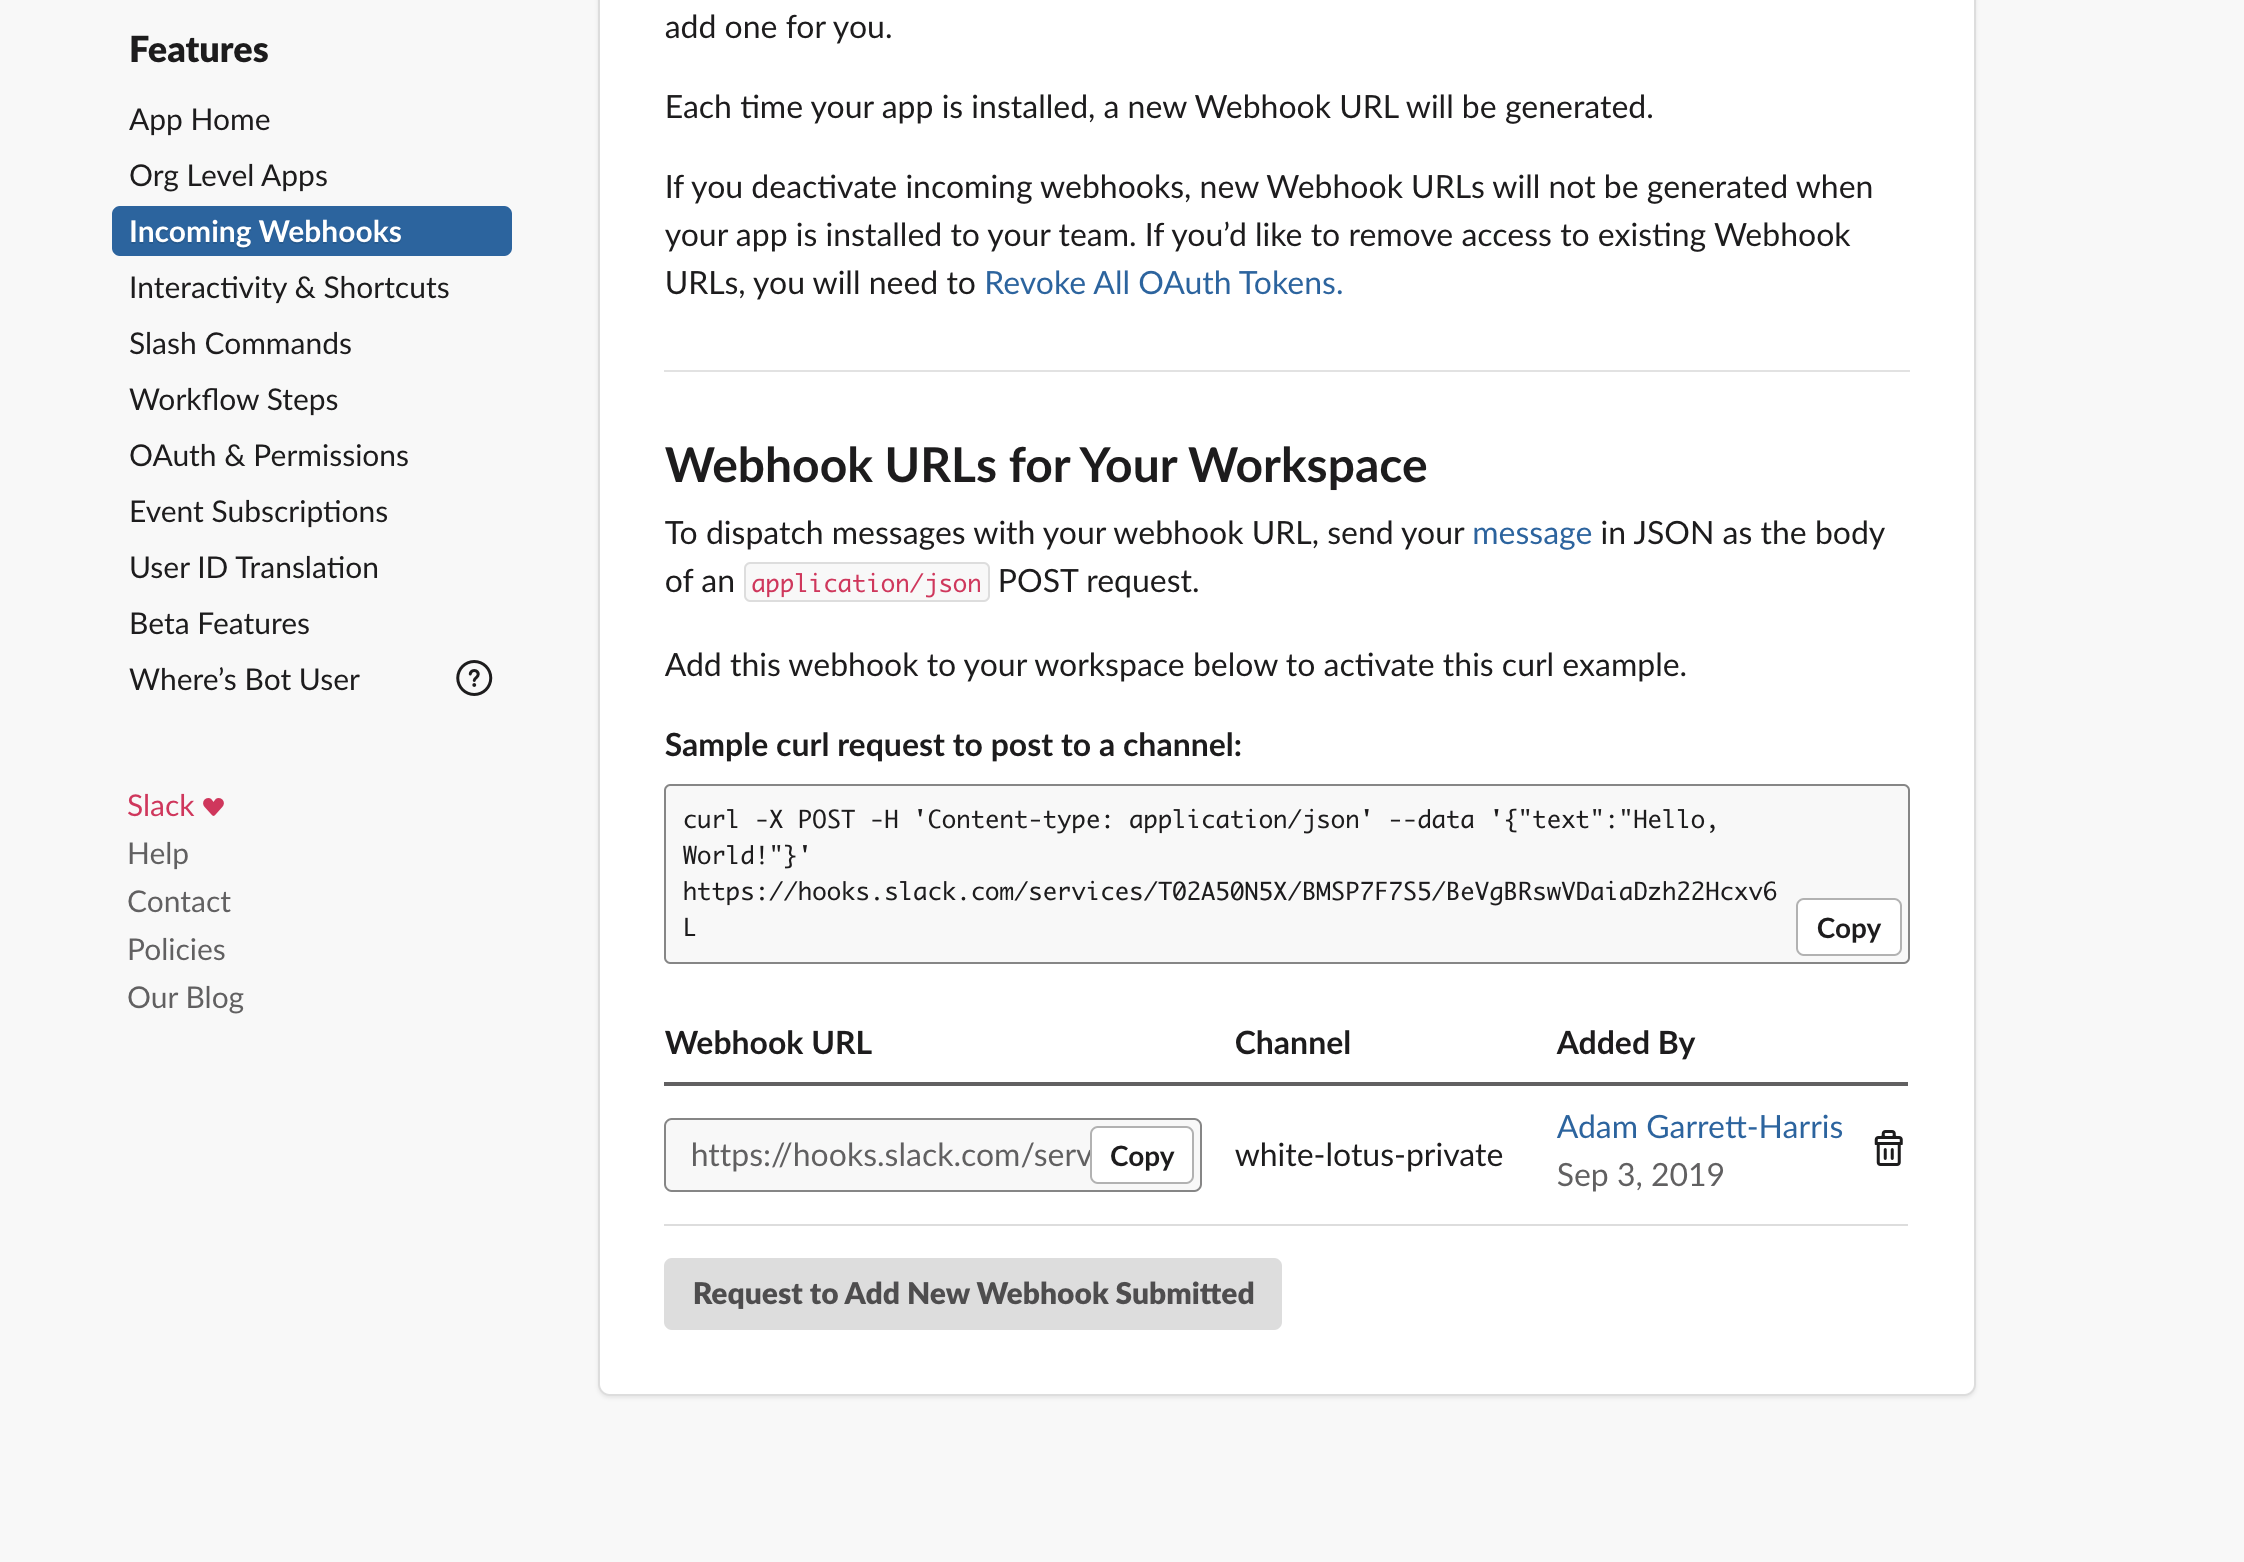 Features
App Home
Org Level Apps
Incoming Webhooks
Interactivity & Shortcuts
Slash Commands
Workflow Steps
OAuth & Permissions
Event Subscriptions
User ID Translation
Beta Features
Where’s Bot User ?
Slack ♥
Help
Contact
Policies
Our Blog
add one for you.
Each time your app is installed, a new Webhook URL will be generated.
If you deactivate incoming webhooks, new Webhook URLs will not be generated when
your app is installed to your team. If you’d like to remove access to existing Webhook
URLs, you will need to Revoke All OAuth Tokens.
Webhook URLs for Your Workspace
To dispatch messages with your webhook URL, send your message in JSON as the body
of an application/json POST request.
Add this webhook to your workspace below to activate this curl example.
Sample curl request to post to a channel:
curl -X POST -H 'Content-type: application/json' --data '{"text":"Hello,
World!"}'
https://hooks.slack.com/services/T02A50N5X/BMSP7F7S5/BeVgBRswVDaiaDzh22Hcxv6
L
Copy
Webhook URL Channel Added By
https://hooks.slack.com/serv Copy white-lotus-private Adam Garrett-Harris
Sep 3, 2019
Request to Add New Webhook Submitted